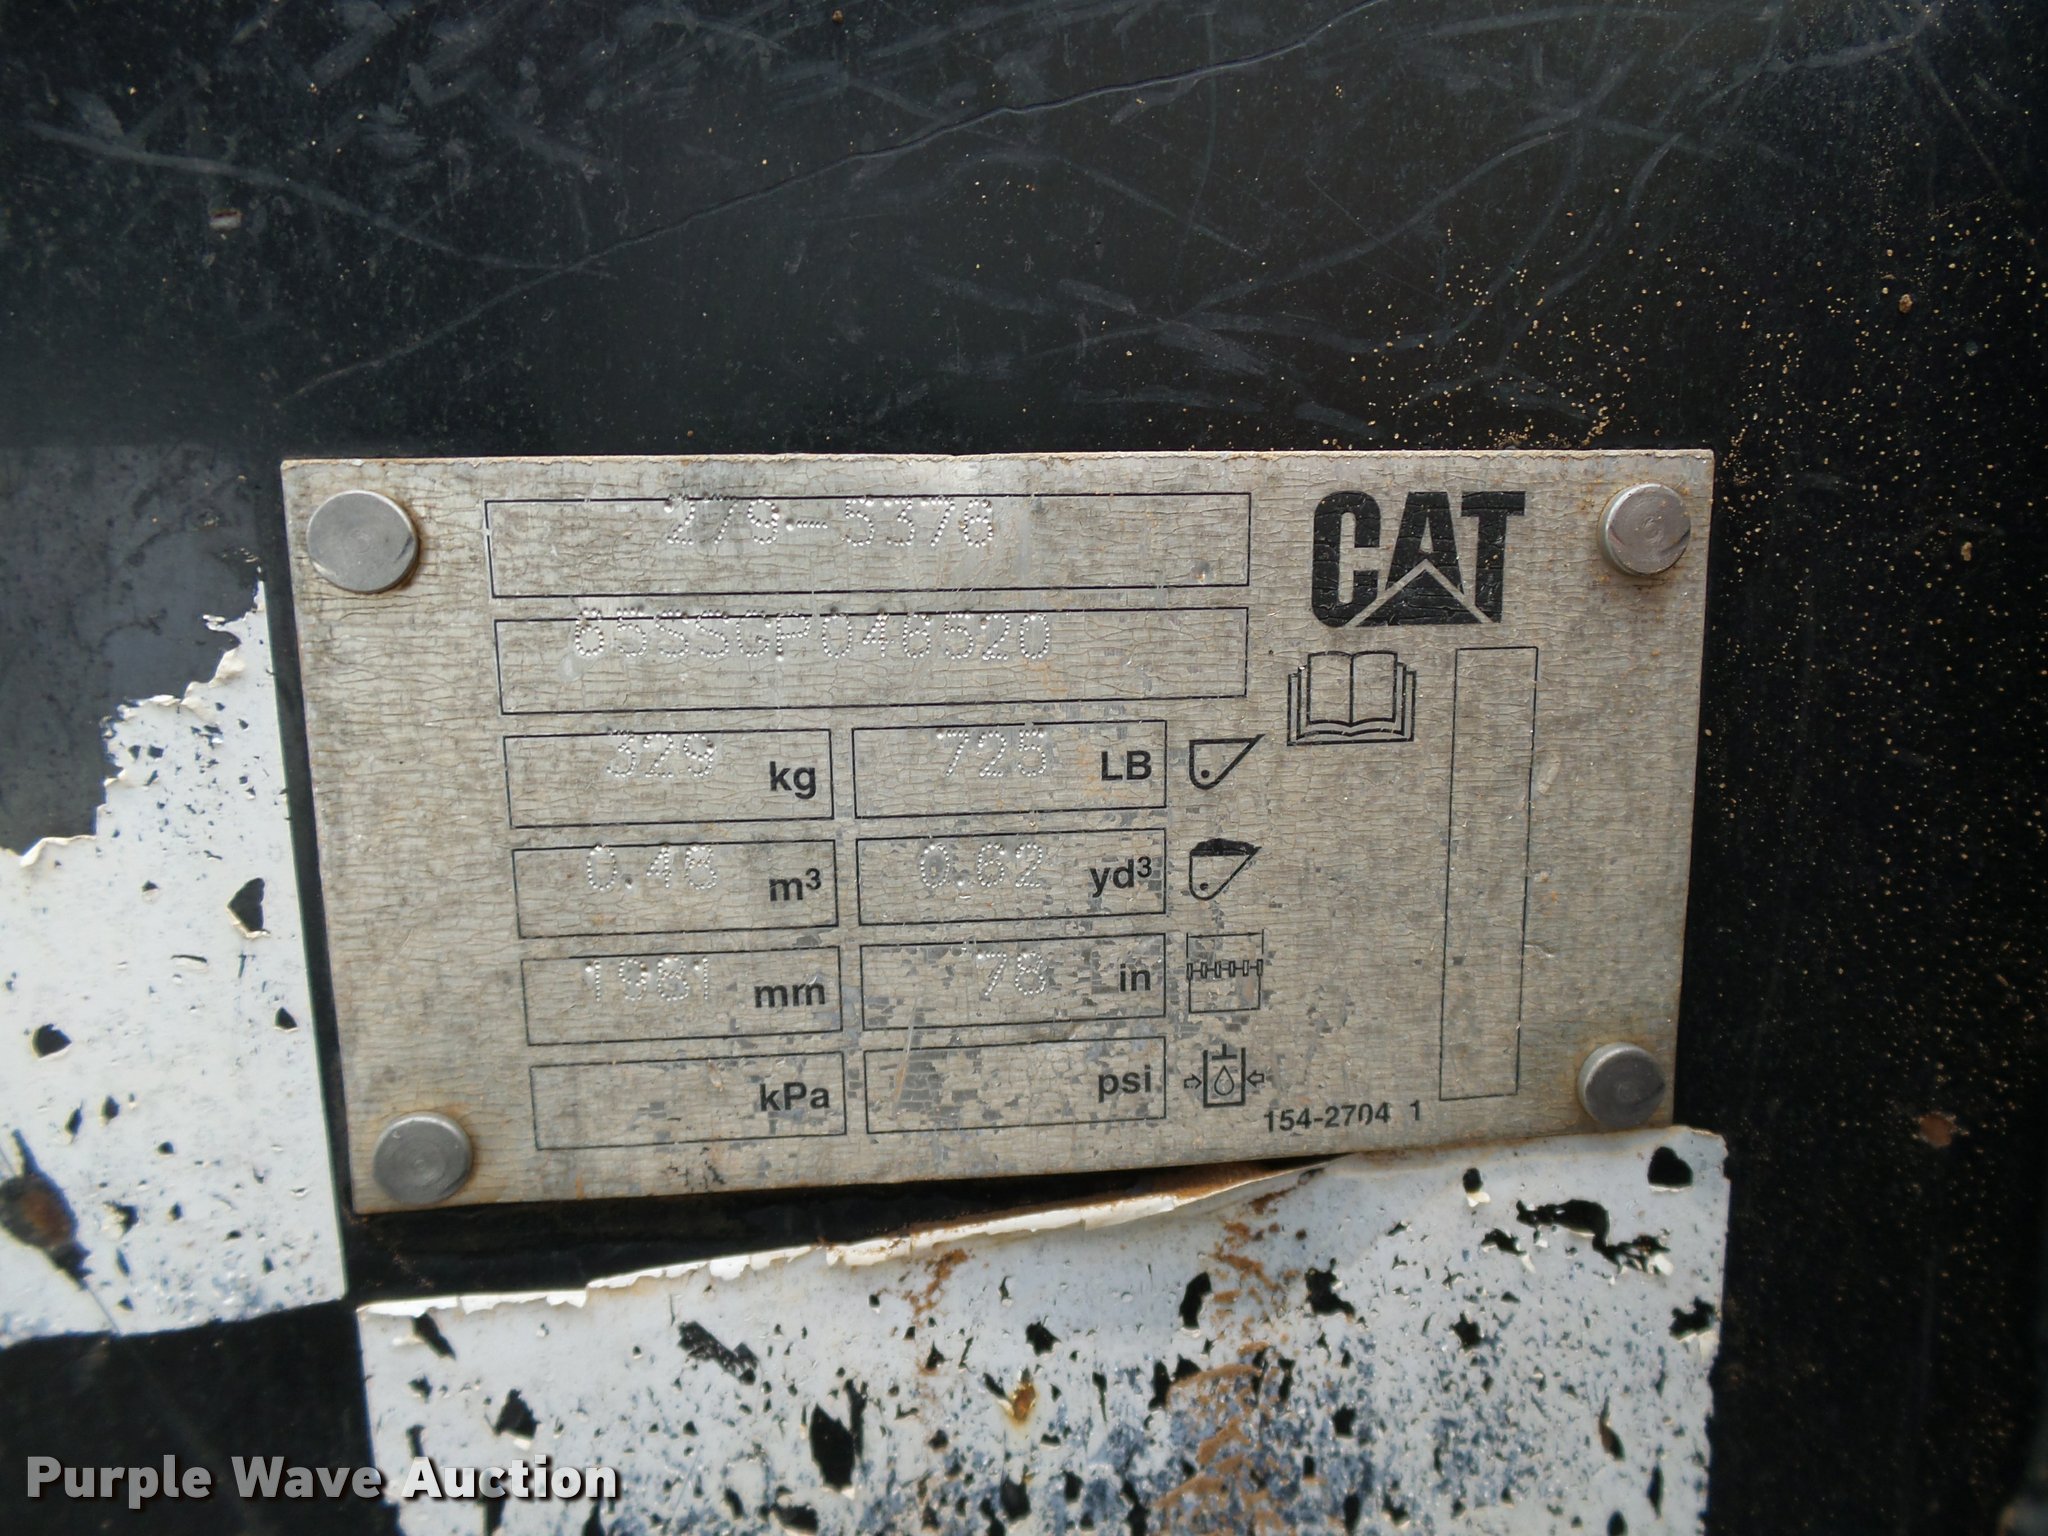 279-5376
CAT
65SSGP046520
329 kg 725 LB
0.48 m³ 0.62 yd³
1981 mm 78 in
kPa psi
154-2704 1
Purple Wave Auction